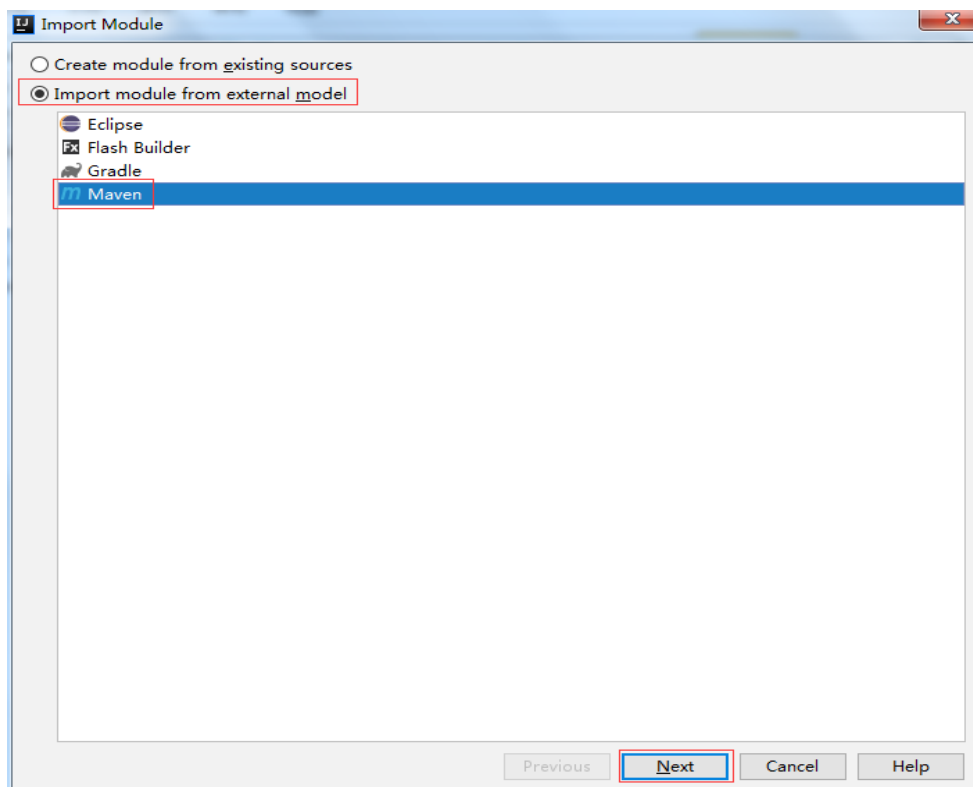 Import Module
Create module from existing sources
Import module from external model
Eclipse
Flash Builder
Gradle
Maven
Previous Next Cancel Help